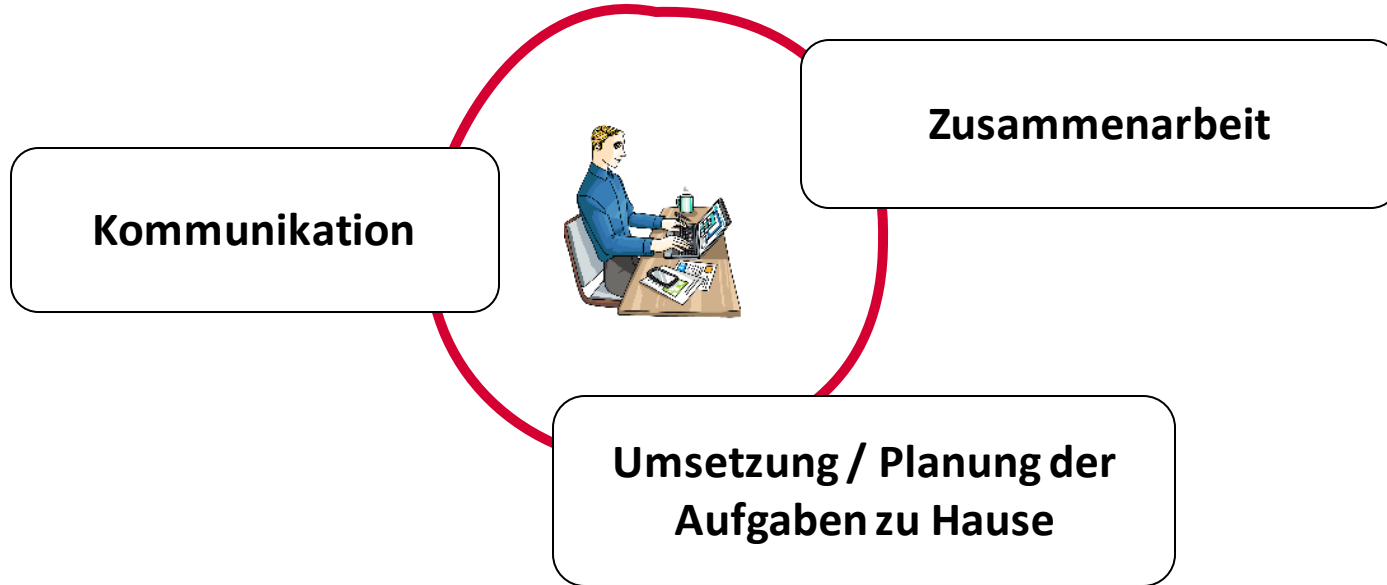 Zusammenarbeit
Kommunikation
Umsetzung / Planung der
Aufgaben zu Hause